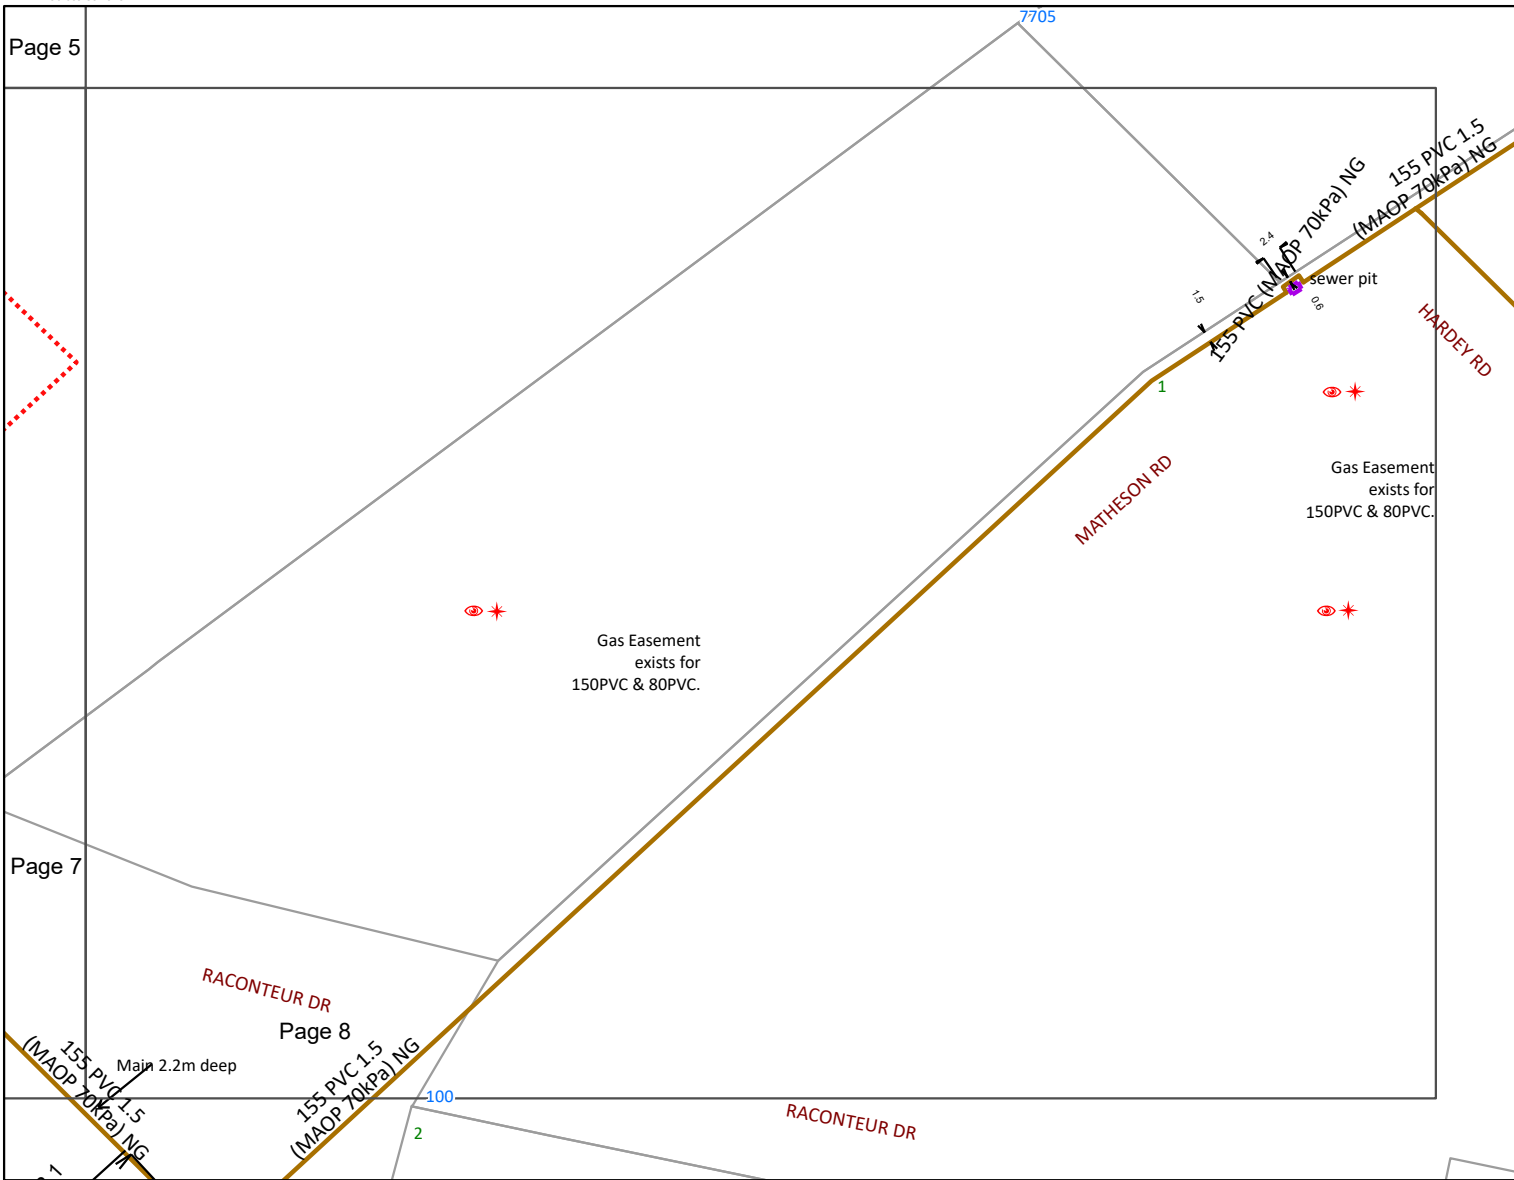 7705
Page 5
155 PVC 1.5
(MAOP 70kPa) NG
155 PVC (MAOP 70kPa) NG
2.4
1.5
sewer pit
0.6
HARDEY RD
1
MATHESON RD
Gas Easement
exists for
150PVC & 80PVC.
Gas Easement
exists for
150PVC & 80PVC.
Page 7
RACONTEUR DR
Page 8
155 PVC 1.5
(MAOP 70kPa) NG
Main 2.2m deep
155 PVC 1.5
(MAOP 70kPa) NG
100
RACONTEUR DR
2
1